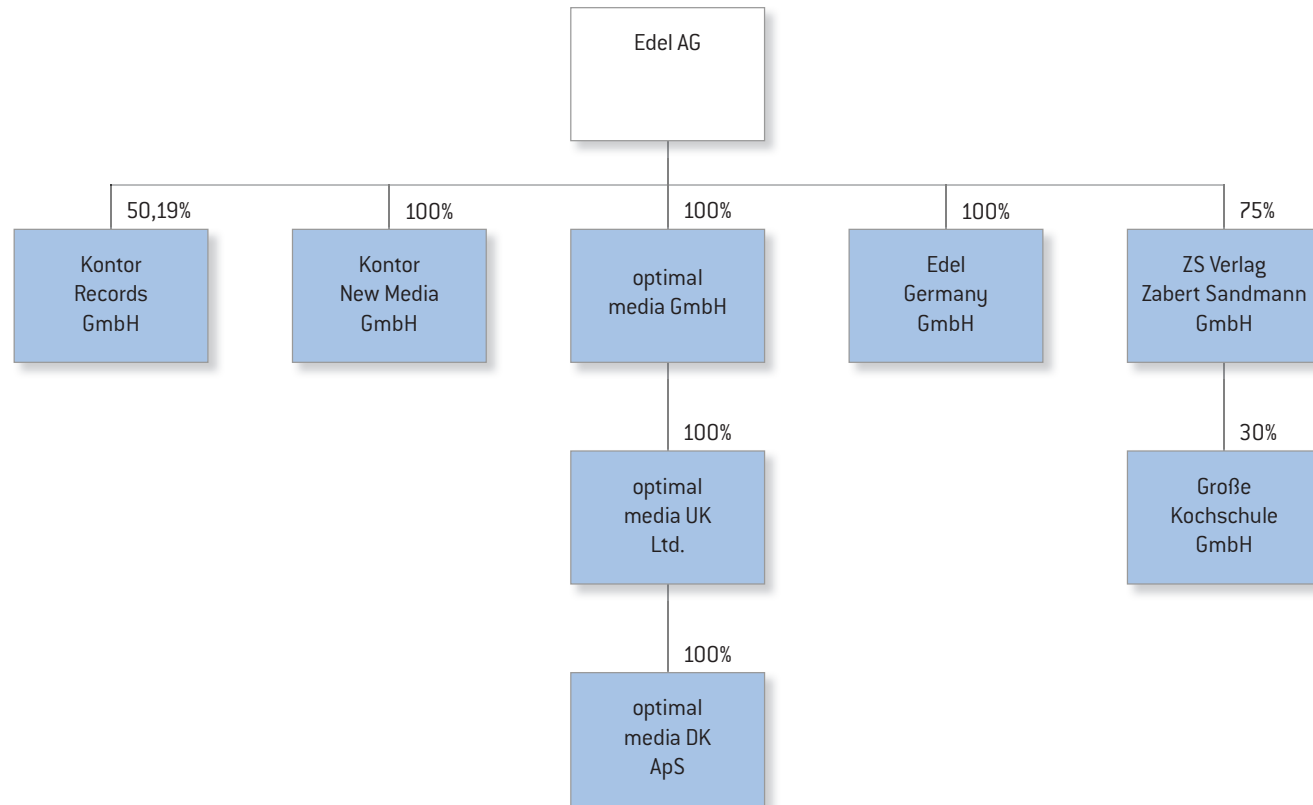 Edel AG
50,19%
Kontor
Records
GmbH
100%
Kontor
New Media
GmbH
100%
optimal
media GmbH
100%
Edel
Germany
GmbH
75%
ZS Verlag
Zabert Sandmann
GmbH
100%
optimal
media UK
Ltd.
30%
Große
Kochschule
GmbH
100%
optimal
media DK
ApS